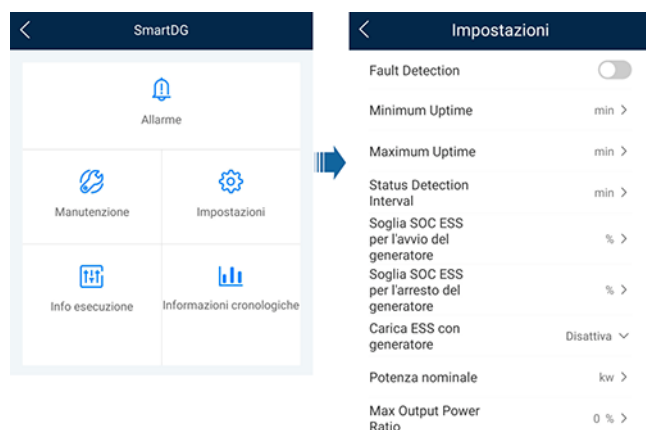 SmartDG
Allarme
Manutenzione
Impostazioni
Info esecuzione
Informazioni cronologiche
Impostazioni
Fault Detection
Minimum Uptime
min
Maximum Uptime
min
Status Detection
Interval
min
Soglia SOC ESS
per l'avvio del
generatore
%
Soglia SOC ESS
per l'arresto del
generatore
%
Carica ESS con
generatore
Disattiva
Potenza nominale
kw
Max Output Power
Ratio
0 %